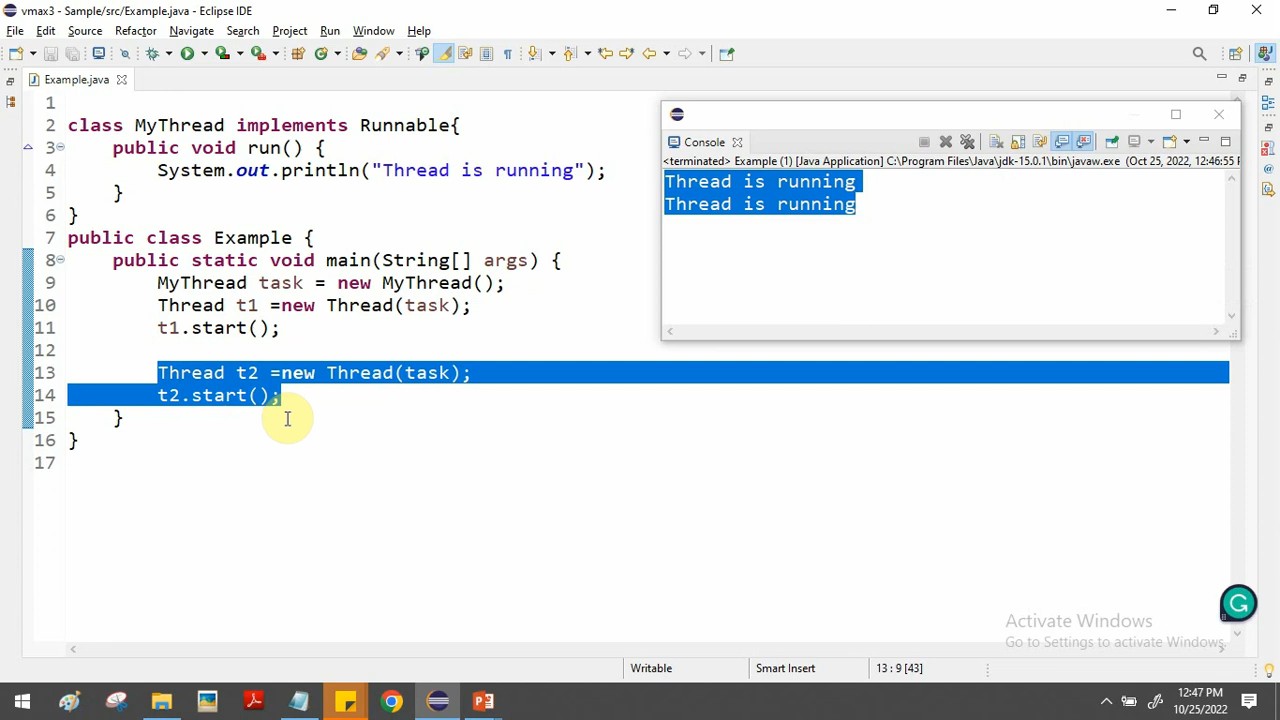 vmax3 - Sample/src/Example.java - Eclipse IDE
File Edit Source Refactor Navigate Search Project Run Window Help
Example.java
1
2 class MyThread implements Runnable{
3 public void run() {
4 System.out.println("Thread is running");
5 }
6 }
7 public class Example {
8 public static void main(String[] args) {
9 MyThread task = new MyThread();
10 Thread t1 =new Thread(task);
11 t1.start();
12
13 Thread t2 =new Thread(task);
14 t2.start();
15 }
16 }
17
Console
<terminated> Example (1) [Java Application] C:\Program Files\Java\jdk-15.0.1\bin\javaw.exe (Oct 25, 2022, 12:46:55
Thread is running
Thread is running
Activate Windows
Go to Settings to activate Windows.
Writable Smart Insert 13 : 9 [43]
12:47 PM
10/25/2022